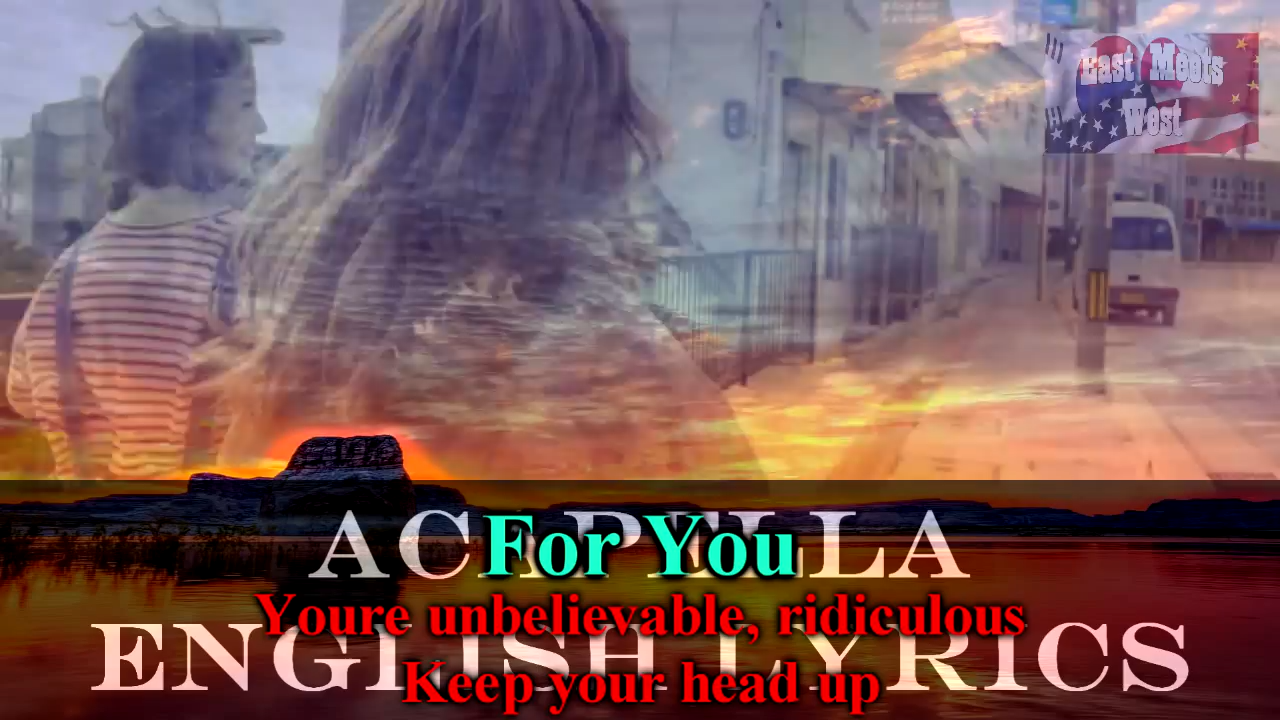 East Meets
West
ACAPELLA
For You
Youre unbelievable, ridiculous
ENGLISH LYRICS
Keep your head up